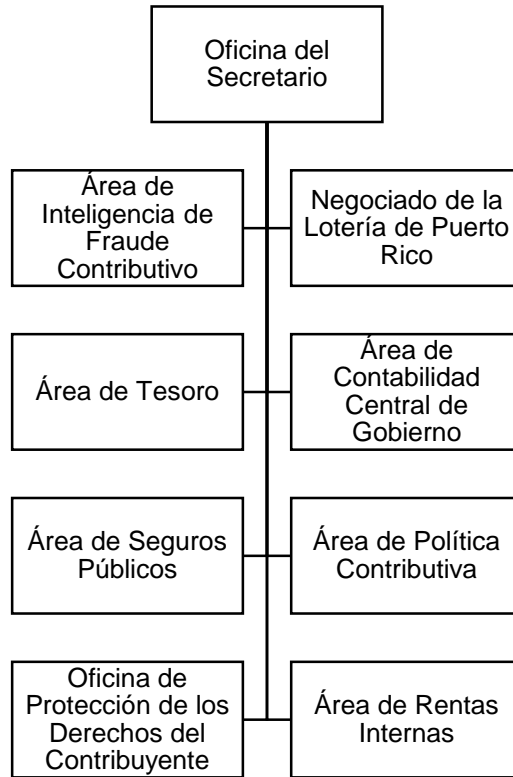 Oficina del
Secretario
Área de
Inteligencia de
Fraude
Contributivo
Negociado de la
Lotería de Puerto
Rico
Área de Tesoro
Área de
Contabilidad
Central de
Gobierno
Área de Seguros
Públicos
Área de Política
Contributiva
Oficina de
Protección de los
Derechos del
Contribuyente
Área de Rentas
Internas